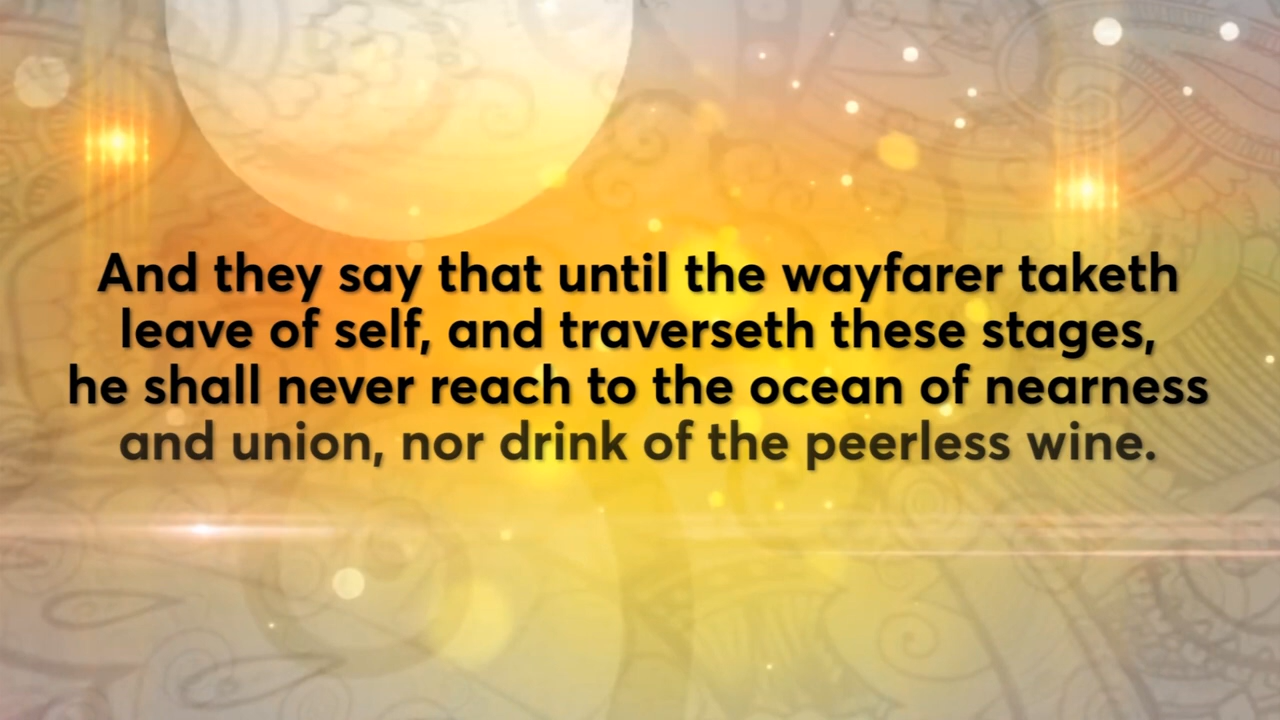 And they say that until the wayfarer taketh
leave of self, and traverseth these stages,
he shall never reach to the ocean of nearness
and union, nor drink of the peerless wine.